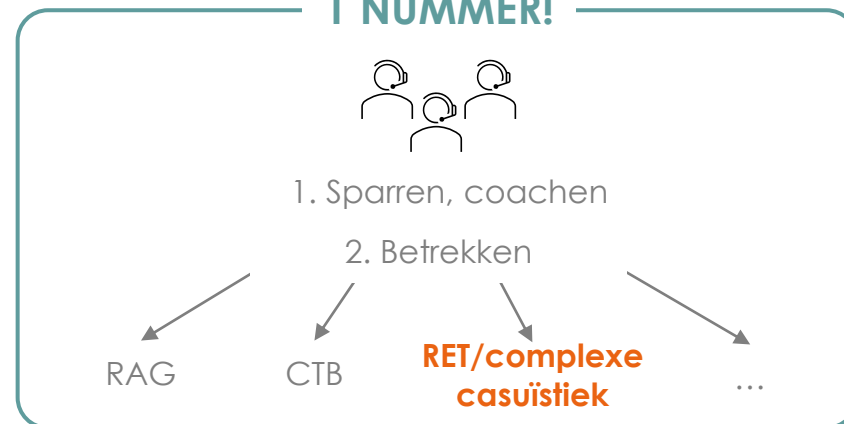 1 NUMMER!
1. Sparren, coachen
2. Betrekken
RAG
CTB
RET/complexe
casuïstiek
...